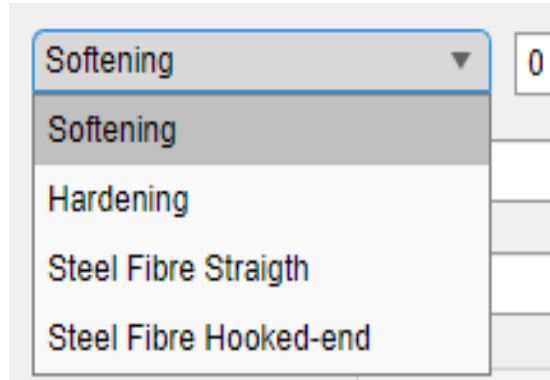 Softening
0
Softening
Hardening
Steel Fibre Straigth
Steel Fibre Hooked-end